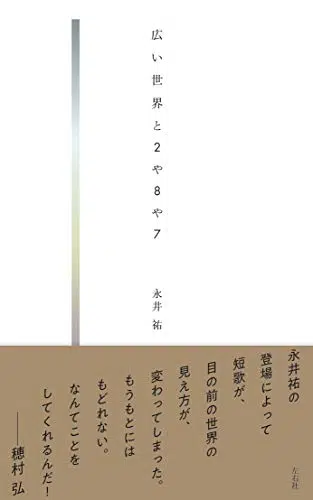 広い世界と2や8や7
永井祐
永井祐の
登場によって
短歌が、
目の前の世界の
見え方が、
変わってしまった。
もうもとには
もどれない。
なんてことを
してくれるんだ！
──穂村 弘
左右社